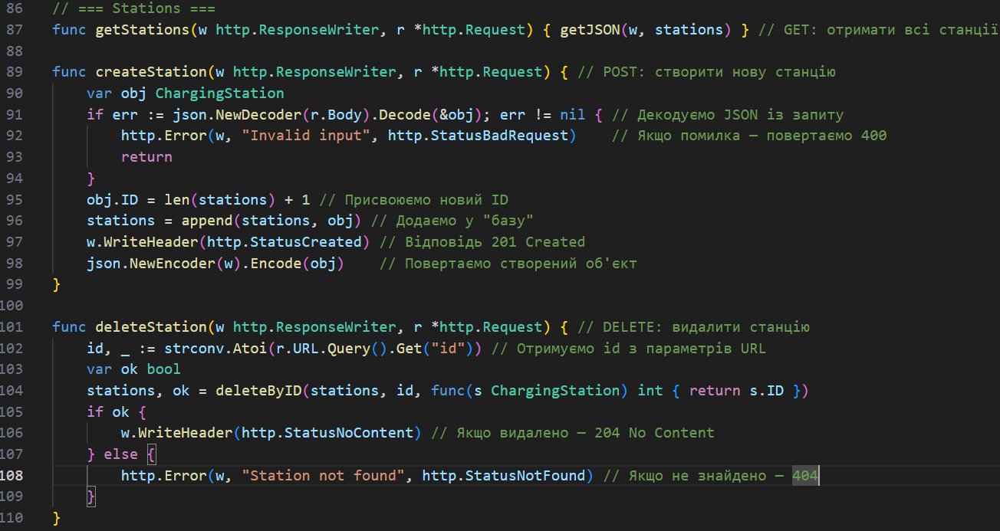 86 // === Stations ===
87 func getStations(w http.ResponseWriter, r *http.Request) { getJSON(w, stations) } // GET: отримати всі станції
88
89 func createStation(w http.ResponseWriter, r *http.Request) { // POST: створити нову станцію
90     var obj ChargingStation
91     if err := json.NewDecoder(r.Body).Decode(&obj); err != nil { // Декодуємо JSON із запиту
92         http.Error(w, "Invalid input", http.StatusBadRequest)    // Якщо помилка — повертаємо 400
93         return
94     }
95     obj.ID = len(stations) + 1 // Присвоюємо новий ID
96     stations = append(stations, obj) // Додаємо у "базу"
97     w.WriteHeader(http.StatusCreated) // Відповідь 201 Created
98     json.NewEncoder(w).Encode(obj)    // Повертаємо створений об'єкт
99 }
100
101 func deleteStation(w http.ResponseWriter, r *http.Request) { // DELETE: видалити станцію
102     id, _ := strconv.Atoi(r.URL.Query().Get("id")) // Отримуємо id з параметрів URL
103     var ok bool
104     stations, ok = deleteByID(stations, id, func(s ChargingStation) int { return s.ID })
105     if ok {
106         w.WriteHeader(http.StatusNoContent) // Якщо видалено — 204 No Content
107     } else {
108         http.Error(w, "Station not found", http.StatusNotFound) // Якщо не знайдено — 404
109     }
110 }